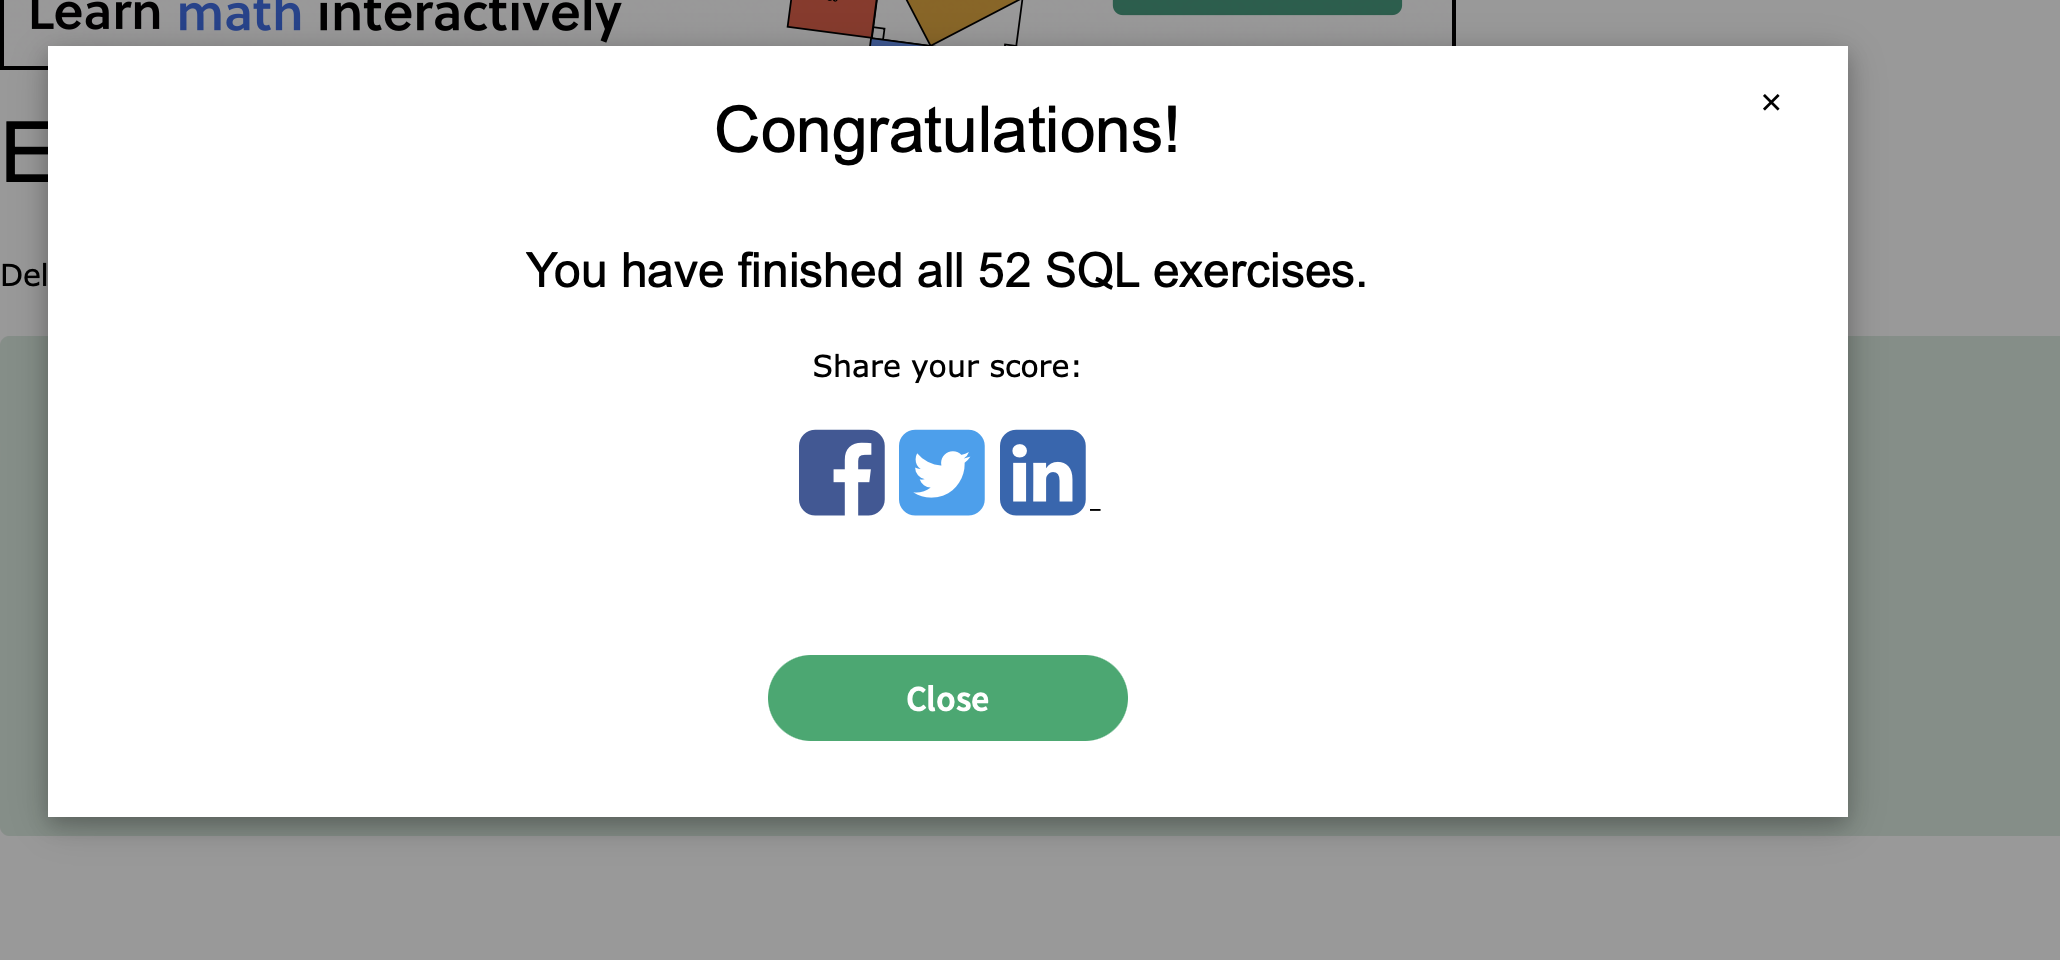 Learn math interactively
Congratulations!
×
E
You have finished all 52 SQL exercises.
Del
Share your score:
f in
Close